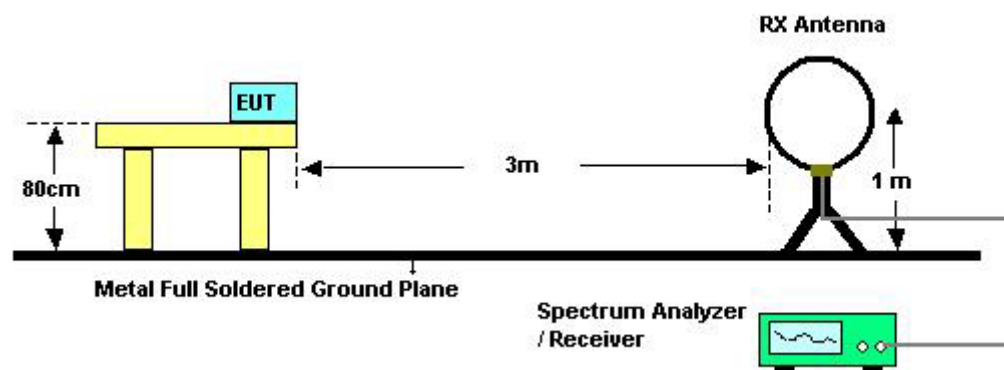 RX Antenna
EUT
80cm
3m
1 m
Metal Full Soldered Ground Plane
Spectrum Analyzer
/ Receiver